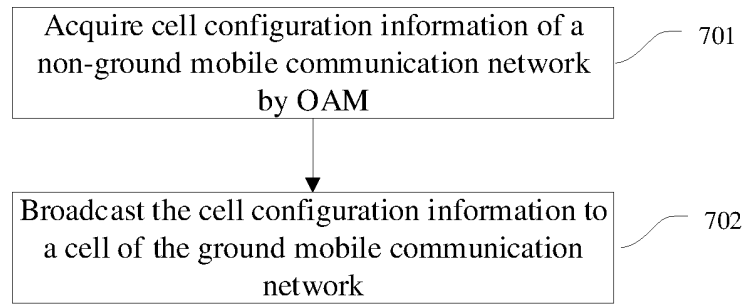 Acquire cell configuration information of a
non-ground mobile communication network
by OAM
701
Broadcast the cell configuration information to
a cell of the ground mobile communication
network
702